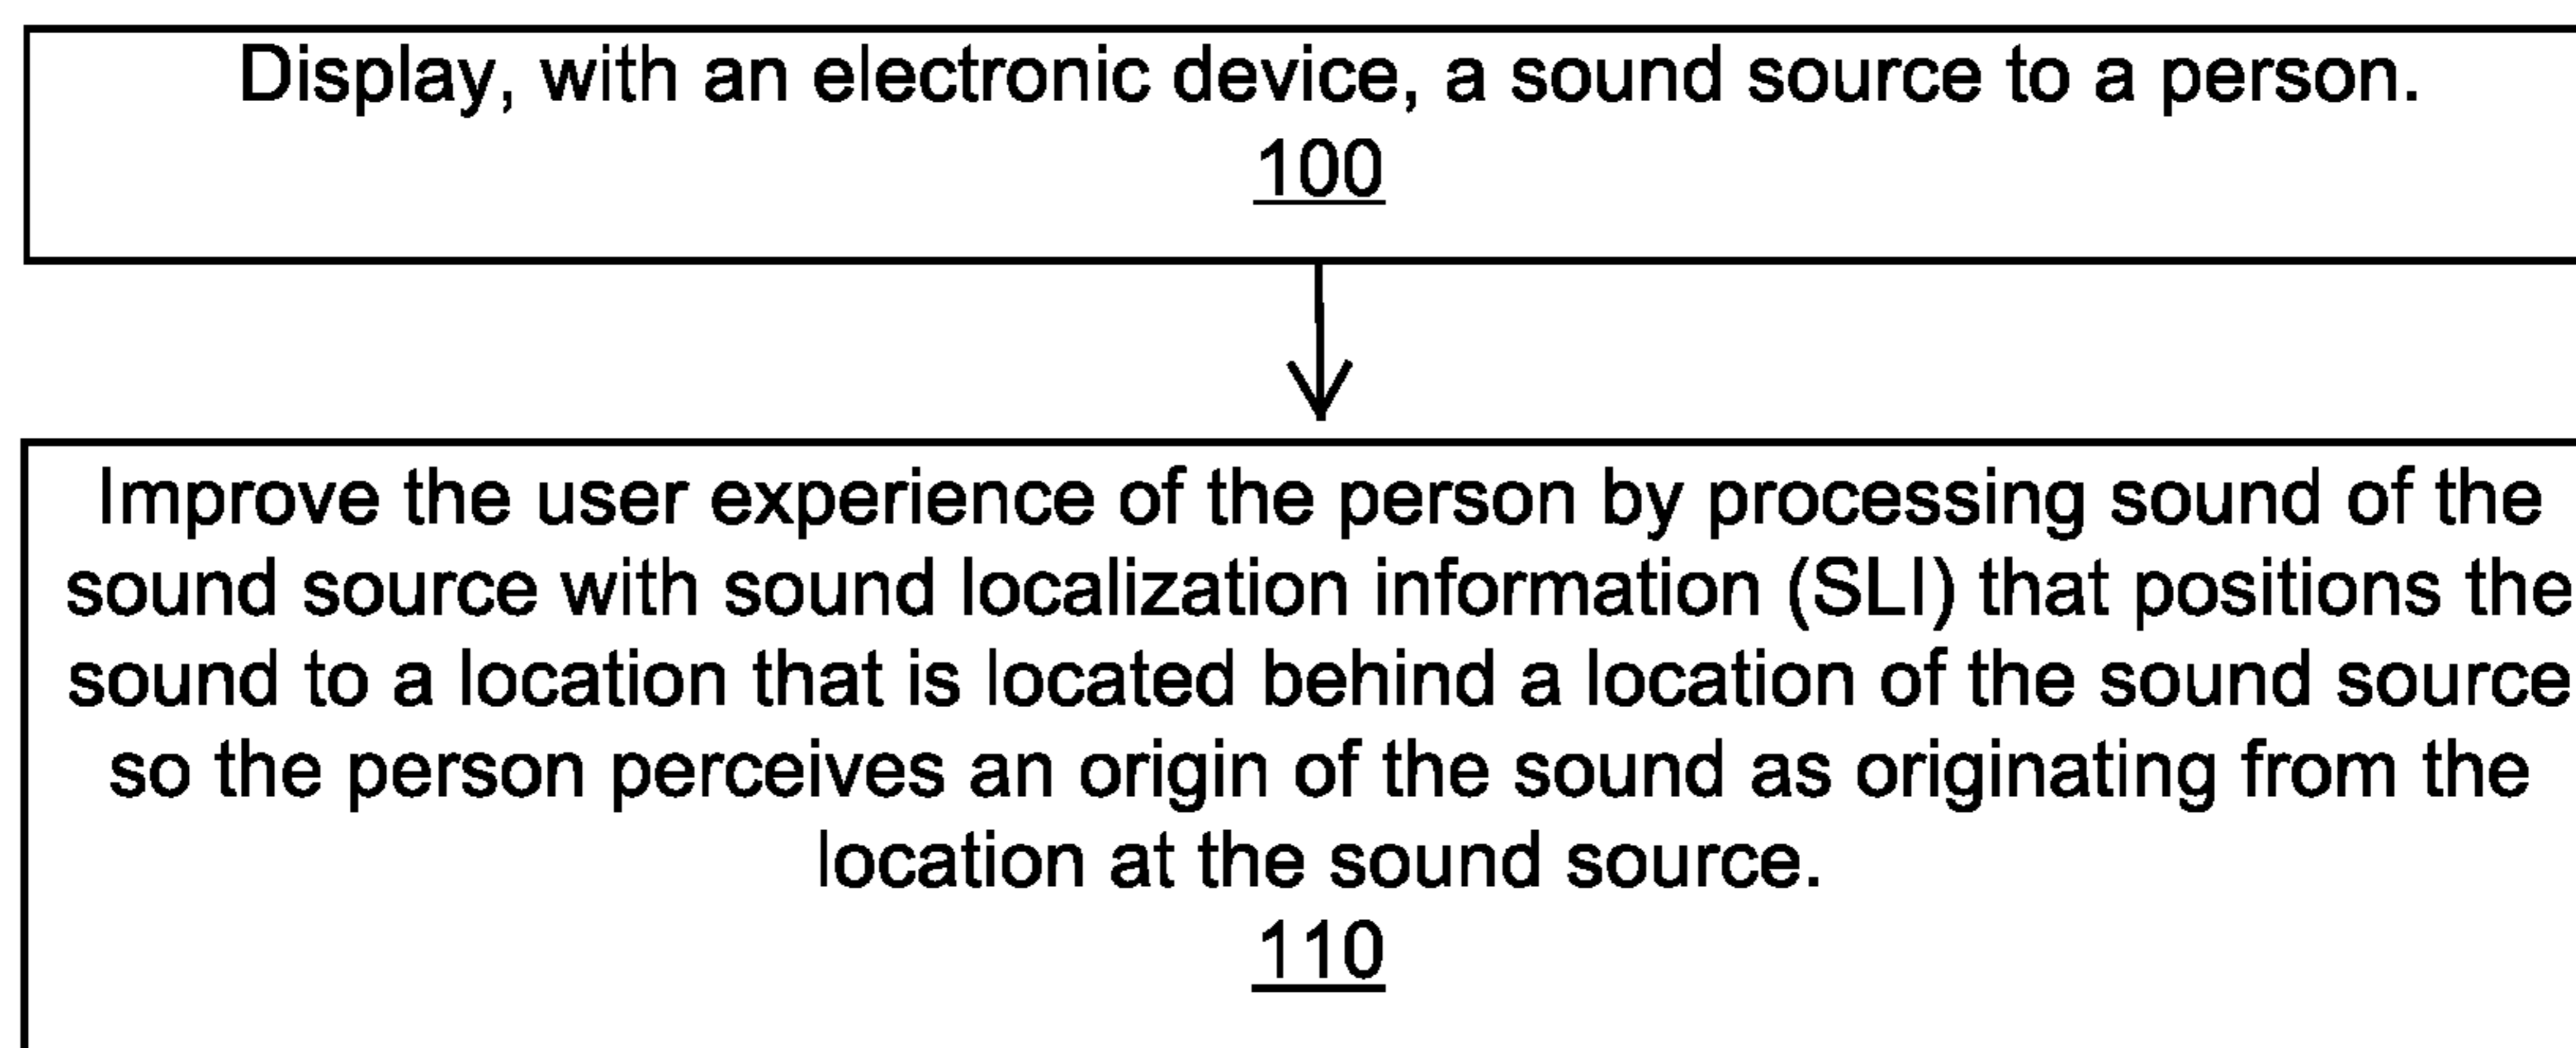 Display, with an electronic device, a sound source to a person.
100
Improve the user experience of the person by processing sound of the
sound source with sound localization information (SLI) that positions the
sound to a location that is located behind a location of the sound source
so the person perceives an origin of the sound as originating from the
location at the sound source.
110